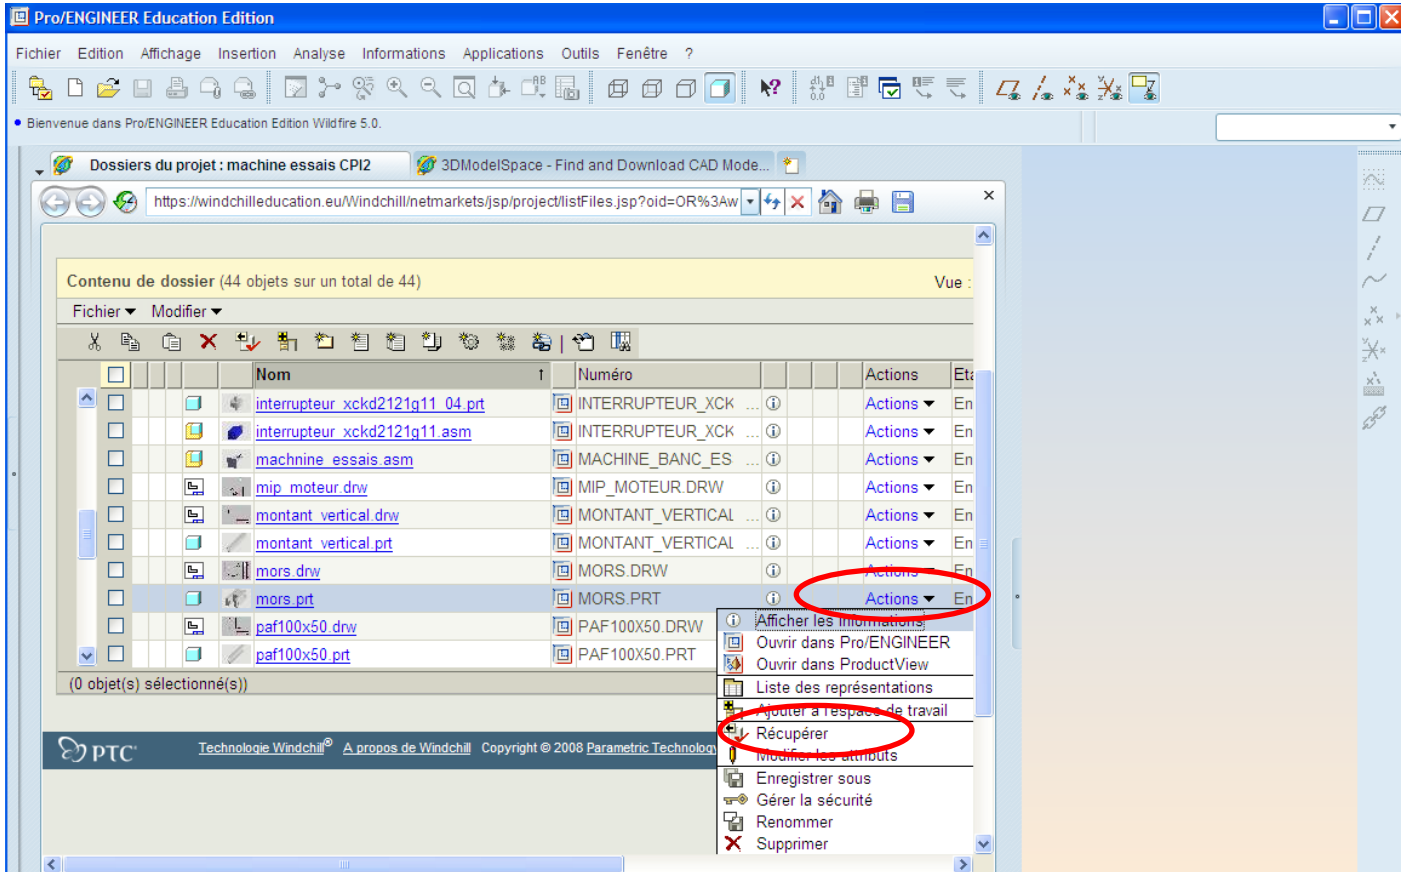 Pro/ENGINEER Education Edition
Fichier Edition Affichage Insertion Analyse Informations Applications Outils Fenêtre ?
Bienvenue dans Pro/ENGINEER Education Edition Wildfire 5.0.
Dossiers du projet : machine essais CPI2 3DModelSpace - Find and Download CAD Mode...
https://windchilleducation.eu/Windchill/netmarkets/jsp/project/listFiles.jsp?oid=OR%3Aw
Contenu de dossier (44 objets sur un total de 44) Vue :
Fichier Modifier
Nom ↑ Numéro Actions Eta
interrupteur_xckd2121g11_04.prt INTERRUPTEUR_XCK ... Actions En
interrupteur_xckd2121g11.asm INTERRUPTEUR_XCK ... Actions En
machnine_essais.asm MACHINE_BANC_ES ... Actions En
mip_moteur.drw MIP_MOTEUR.DRW Actions En
montant_vertical.drw MONTANT_VERTICAL ... Actions En
montant_vertical.prt MONTANT_VERTICAL ... Actions En
mors.drw MORS.DRW Actions En
mors.prt MORS.PRT Actions En
paf100x50.drw PAF100X50.DRW
paf100x50.prt PAF100X50.PRT
(0 objet(s) sélectionné(s))
Afficher les informations
Ouvrir dans Pro/ENGINEER
Ouvrir dans ProductView
Liste des représentations
Ajouter à l'espace de travail
Récupérer
Modifier les attributs
Enregistrer sous
Gérer la sécurité
Renommer
Supprimer
PTC Technologie Windchill® A propos de Windchill Copyright © 2008 Parametric Technology